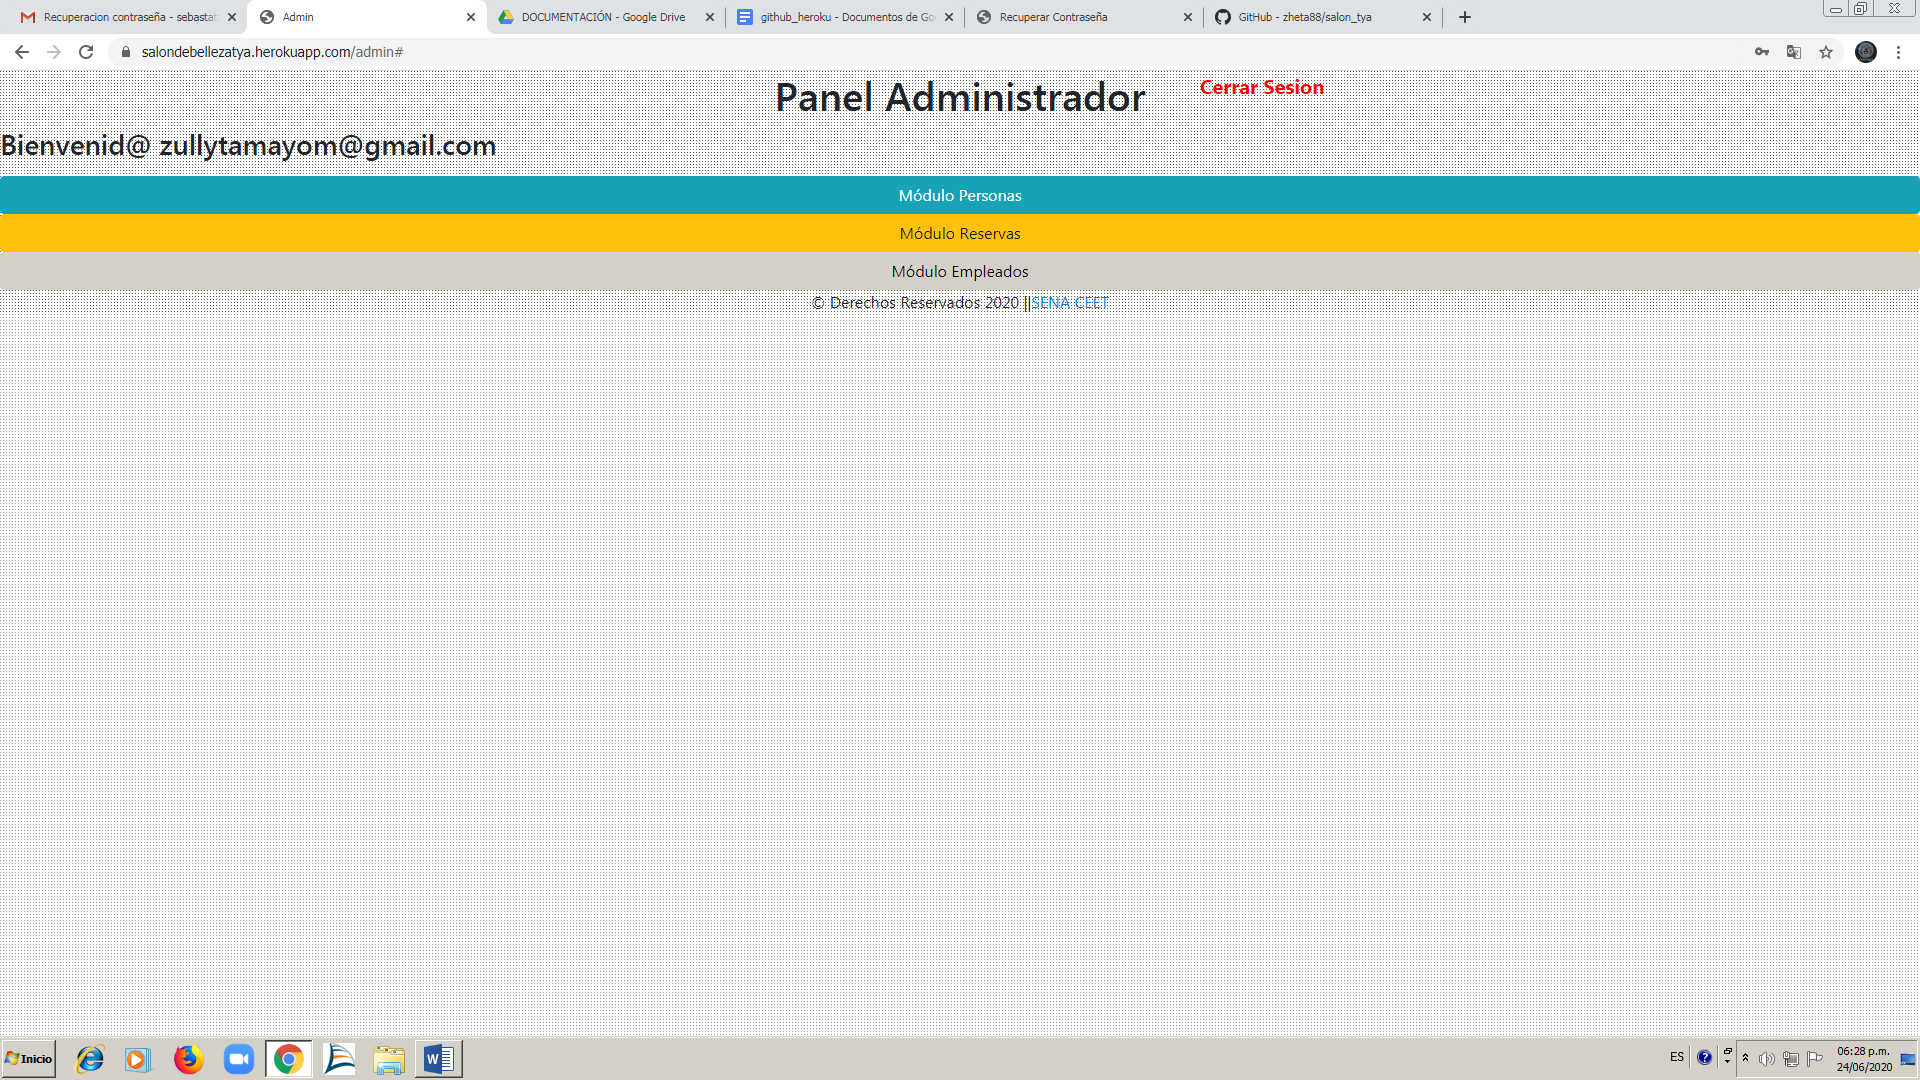 Recuperacion contraseña - sebastat
Admin
DOCUMENTACIÓN - Google Drive
github_heroku - Documentos de Go
Recuperar Contraseña
GitHub - zheta88/salon_tya
salondebellezatya.herokuapp.com/admin#
Panel Administrador
Cerrar Sesion
Bienvenid@ zullytamayom@gmail.com
Módulo Personas
Módulo Reservas
Módulo Empleados
© Derechos Reservados 2020 ||SENA CEET
Inicio
ES
06:28 p.m.
24/06/2020